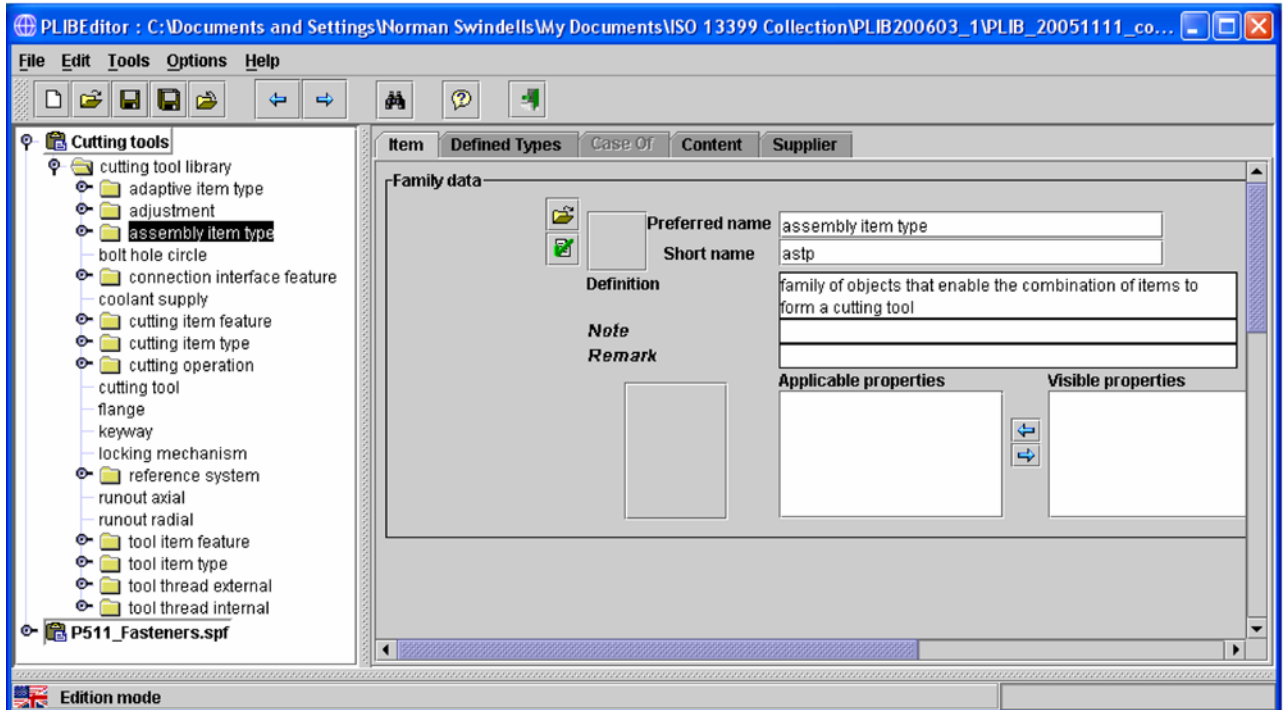 PLIBEditor : C:\Documents and Settings\Norman Swindells\My Documents\ISO 13399 Collection\PLIB200603_1\PLIB_20051111_co...
File Edit Tools Options Help
Cutting tools
cutting tool library
adaptive item type
adjustment
assembly item type
bolt hole circle
connection interface feature
coolant supply
cutting item feature
cutting item type
cutting operation
cutting tool
flange
keyway
locking mechanism
reference system
runout axial
runout radial
tool item feature
tool item type
tool thread external
tool thread internal
P511_Fasteners.spf
Item Defined Types Case Of Content Supplier
Family data
Preferred name assembly item type
Short name astp
Definition family of objects that enable the combination of items to
form a cutting tool
Note
Remark
Applicable properties Visible properties
Edition mode